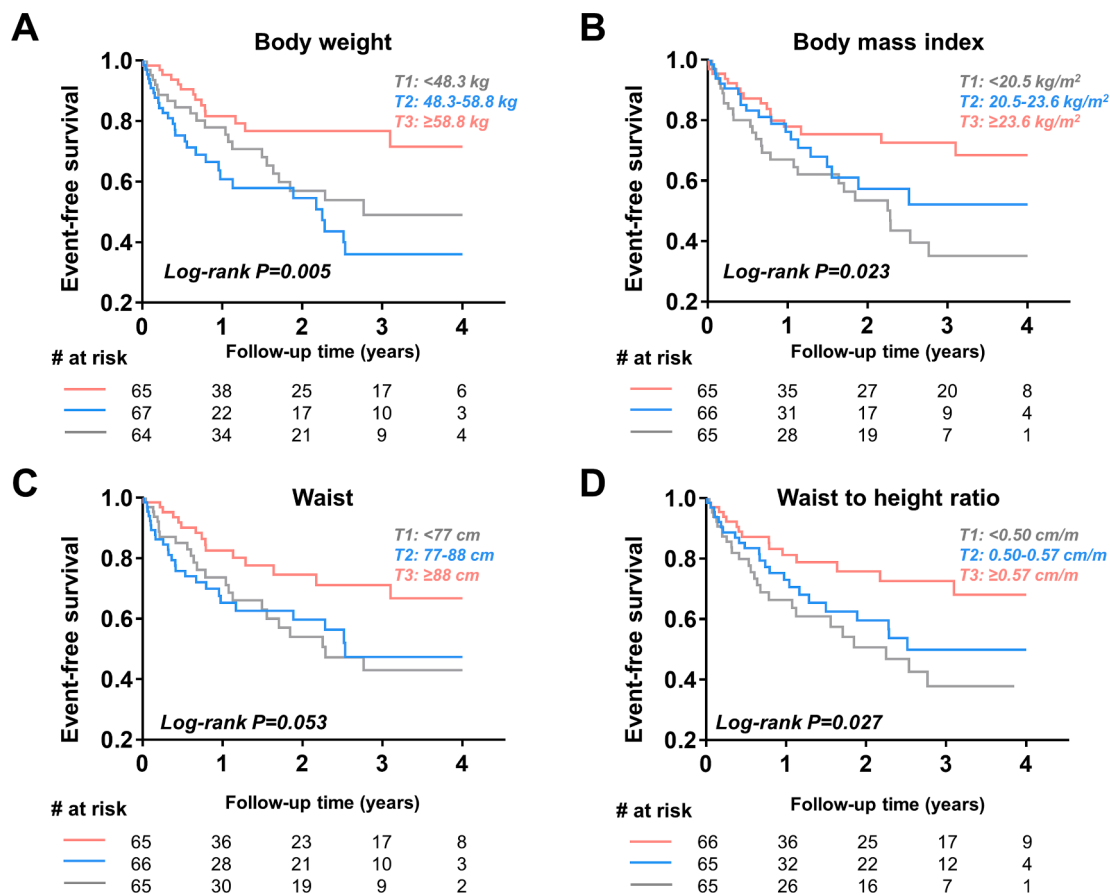 A
Body weight
Event-free survival
1.0
0.8
0.6
0.4
0.2
T1: <48.3 kg
T2: 48.3-58.8 kg
T3: ≥58.8 kg
Log-rank P=0.005
0 1 2 3 4
Follow-up time (years)
# at risk
65 38 25 17 6
67 22 17 10 3
64 34 21 9 4
B
Body mass index
Event-free survival
1.0
0.8
0.6
0.4
0.2
T1: <20.5 kg/m²
T2: 20.5-23.6 kg/m²
T3: ≥23.6 kg/m²
Log-rank P=0.023
0 1 2 3 4
Follow-up time (years)
# at risk
65 35 27 20 8
66 31 17 9 4
65 28 19 7 1
C
Waist
Event-free survival
1.0
0.8
0.6
0.4
0.2
T1: <77 cm
T2: 77-88 cm
T3: ≥88 cm
Log-rank P=0.053
0 1 2 3 4
Follow-up time (years)
# at risk
65 36 23 17 8
66 28 21 10 3
65 30 19 9 2
D
Waist to height ratio
Event-free survival
1.0
0.8
0.6
0.4
0.2
T1: <0.50 cm/m
T2: 0.50-0.57 cm/m
T3: ≥0.57 cm/m
Log-rank P=0.027
0 1 2 3 4
Follow-up time (years)
# at risk
66 36 25 17 9
65 32 22 12 4
65 26 16 7 1